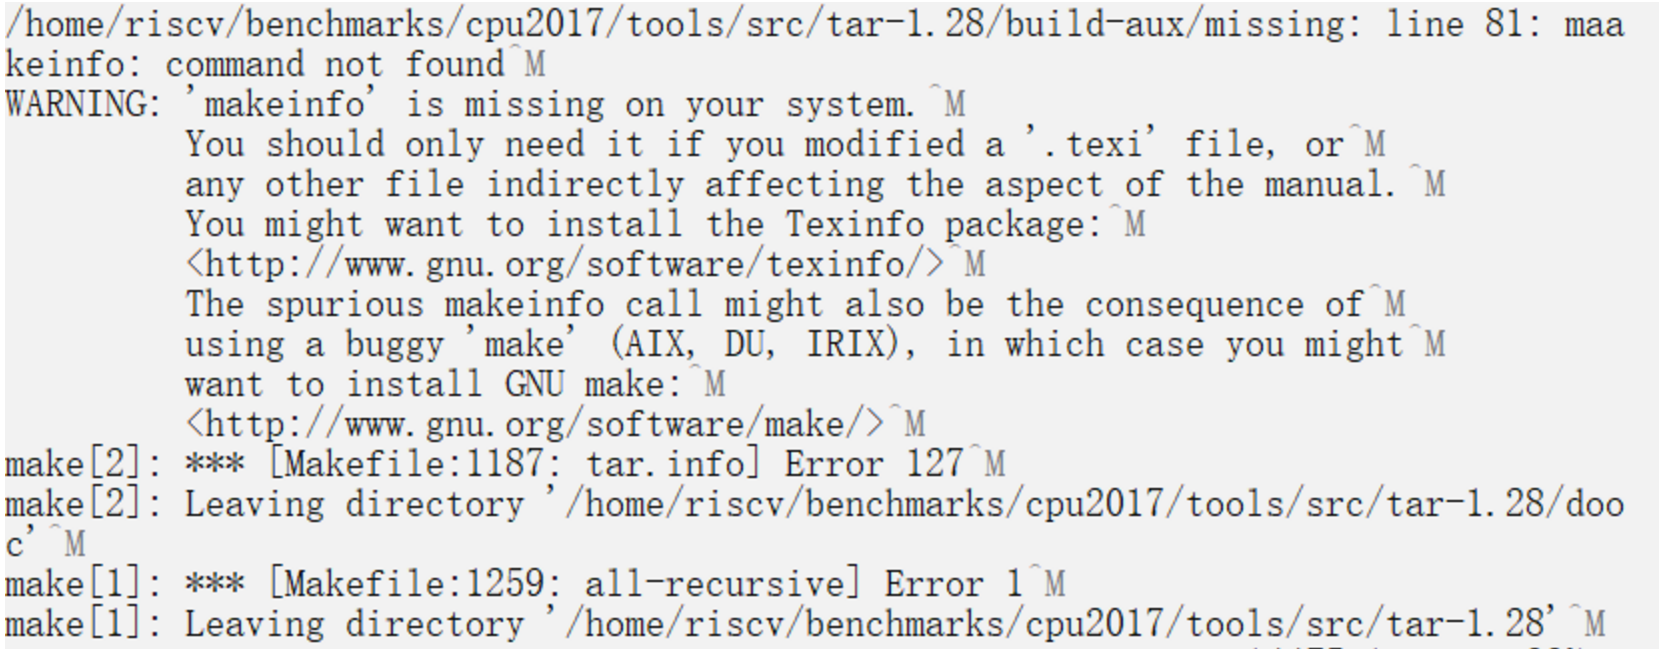 /home/riscv/benchmarks/cpu2017/tools/src/tar-1.28/build-aux/missing: line 81: maa
keinfo: command not found^M
WARNING: 'makeinfo' is missing on your system.^M
         You should only need it if you modified a '.texi' file, or^M
         any other file indirectly affecting the aspect of the manual.^M
         You might want to install the Texinfo package:^M
         <http://www.gnu.org/software/texinfo/>^M
         The spurious makeinfo call might also be the consequence of^M
         using a buggy 'make' (AIX, DU, IRIX), in which case you might^M
         want to install GNU make:^M
         <http://www.gnu.org/software/make/>^M
make[2]: *** [Makefile:1187: tar.info] Error 127^M
make[2]: Leaving directory '/home/riscv/benchmarks/cpu2017/tools/src/tar-1.28/doo
c'^M
make[1]: *** [Makefile:1259: all-recursive] Error 1^M
make[1]: Leaving directory '/home/riscv/benchmarks/cpu2017/tools/src/tar-1.28'^M